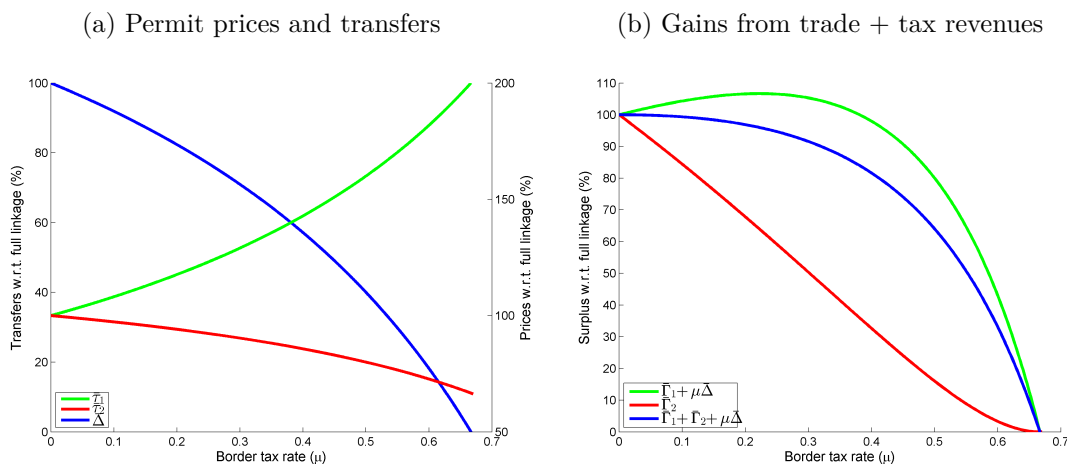 (a) Permit prices and transfers
(b) Gains from trade + tax revenues
Transfers w.r.t. full linkage (%)
100
80
60
40
20
0
0 0.1 0.2 0.3 0.4 0.5 0.6 0.7
Border tax rate (μ)
200
150
100
50
Prices w.r.t. full linkage (%)
τ̄₁
τ̄₂
Δ̄
Surplus w.r.t. full linkage (%)
110
100
90
80
70
60
50
40
30
20
10
0
0 0.1 0.2 0.3 0.4 0.5 0.6 0.7
Border tax rate (μ)
Γ̄₁+ μΔ̄
Γ̄₂
Γ̄₁+ Γ̄₂+ μΔ̄